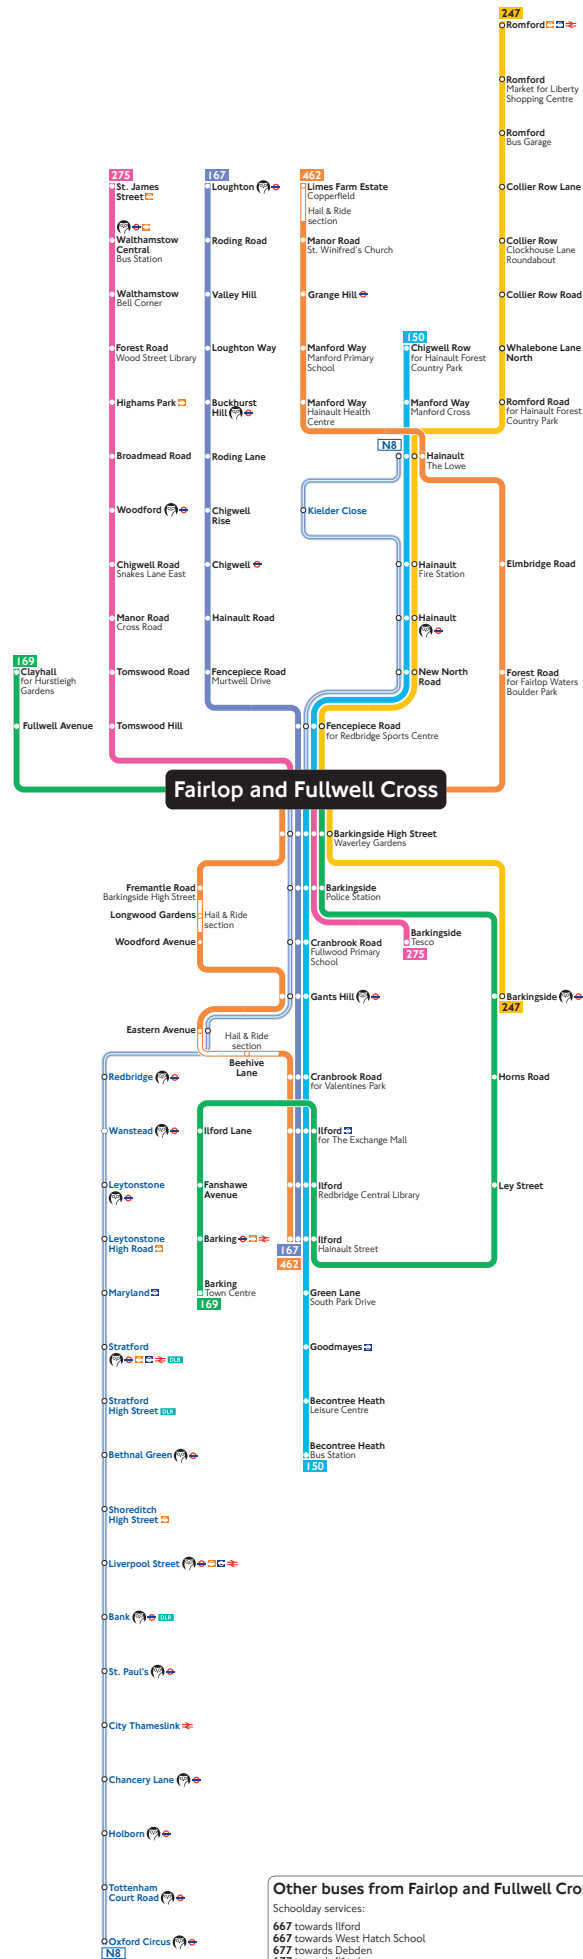 247
Romford
Romford
Market for Liberty
Shopping Centre
Romford
Bus Garage
Collier Row Lane
Collier Row
Clockhouse Lane
Roundabout
Collier Row Road
Whalebone Lane
North
Romford Road
for Hainault Forest
Country Park
275
St. James
Street
Walthamstow
Central
Bus Station
Walthamstow
Bell Corner
Forest Road
Wood Street Library
Highams Park
Broadmead Road
Woodford
Chigwell Road
Snakes Lane East
Manor Road
Cross Road
Tomswood Road
Tomswood Hill
167
Loughton
Roding Road
Valley Hill
Loughton Way
Buckhurst
Hill
Roding Lane
Chigwell
Rise
Chigwell
Hainault Road
Fencepiece Road
Murtwell Drive
462
Limes Farm Estate
Copperfield
Hail & Ride
section
Manor Road
St. Winifred's Church
Grange Hill
Manford Way
Manford Primary
School
Manford Way
Hainault Health
Centre
150
Chigwell Row
for Hainault Forest
Country Park
Manford Way
Manford Cross
N8
Hainault
The Lowe
Kielder Close
Hainault
Fire Station
Elmbridge Road
Hainault
New North
Road
Forest Road
for Fairlop Waters
Boulder Park
169
Clayhall
for Hurstleigh
Gardens
Fullwell Avenue
Fencepiece Road
for Redbridge Sports Centre
Fairlop and Fullwell Cross
Barkingside High Street
Waverley Gardens
Fremantle Road
Barkingside High Street
Longwood Gardens
Hail & Ride
section
Woodford Avenue
Barkingside
Police Station
Barkingside
Tesco
275
Cranbrook Road
Fullwood Primary
School
Gants Hill
Barkingside
247
Eastern Avenue
Hail & Ride
section
Beehive
Lane
Redbridge
Cranbrook Road
for Valentines Park
Horns Road
Wanstead
Ilford Lane
Ilford
for The Exchange Mall
Leytonstone
Fanshawe
Avenue
Ilford
Redbridge Central Library
Ley Street
Leytonstone
High Road
Barking
Ilford
Hainault Street
167
462
Maryland
Barking
Town Centre
169
Green Lane
South Park Drive
Stratford
DLR
Goodmayes
Stratford
High Street DLR
Becontree Heath
Leisure Centre
Bethnal Green
Becontree Heath
Bus Station
150
Shoreditch
High Street
Liverpool Street
Bank DLR
St. Paul's
City Thameslink
Chancery Lane
Holborn
Tottenham
Court Road
Oxford Circus
N8
Other buses from Fairlop and Fullwell Cro
Schoolday services:
667 towards Ilford
667 towards West Hatch School
677 towards Debden